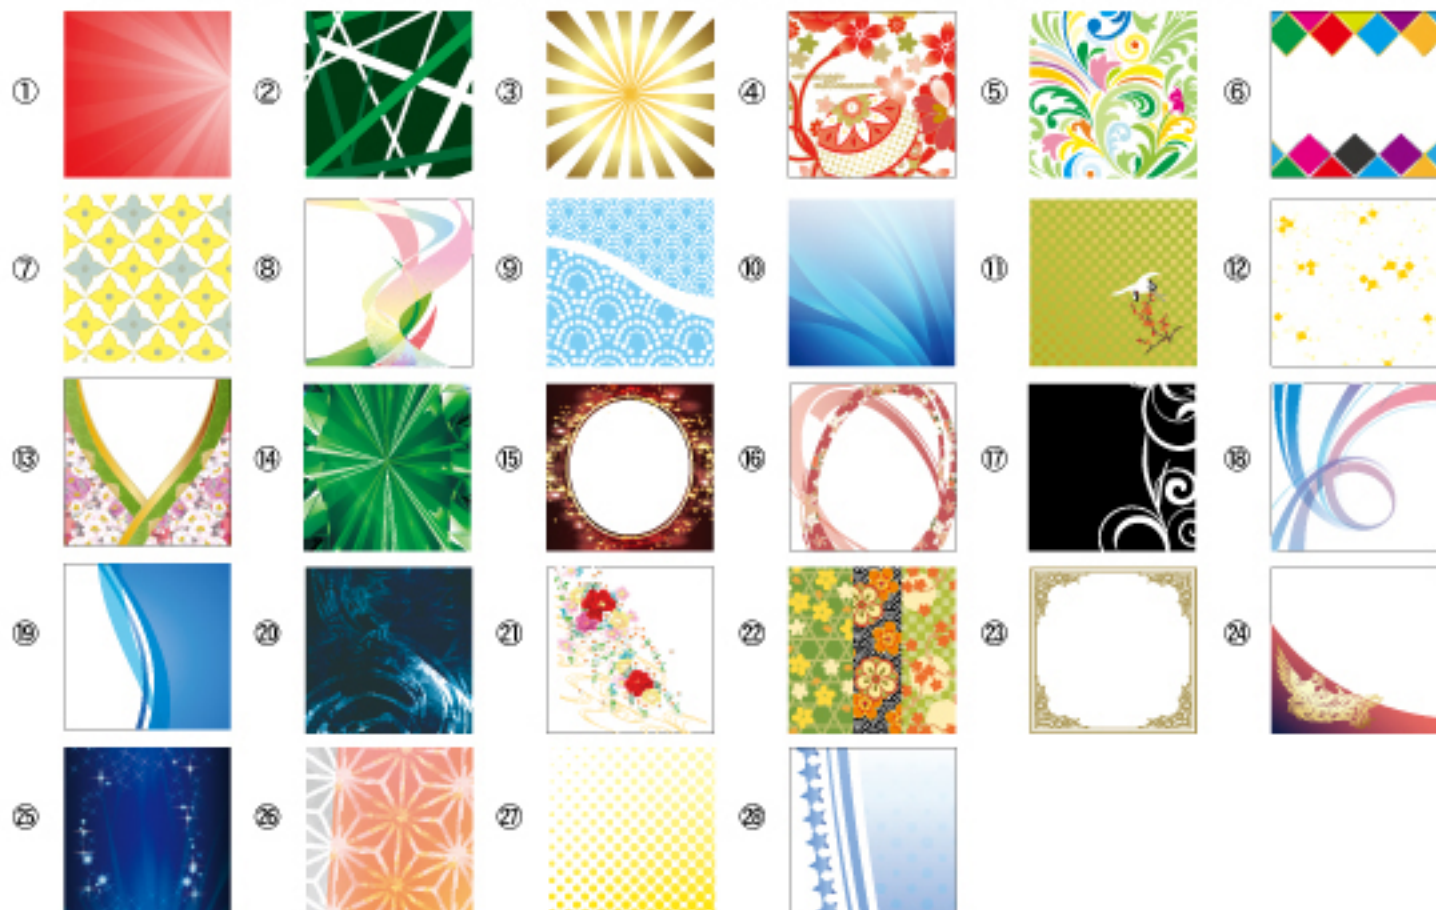 ① ② ③ ④ ⑤ ⑥
⑦ ⑧ ⑨ ⑩ ⑪ ⑫
⑬ ⑭ ⑮ ⑯ ⑰ ⑱
⑲ ⑳ ㉑ ㉒ ㉓ ㉔
㉕ ㉖ ㉗ ㉘